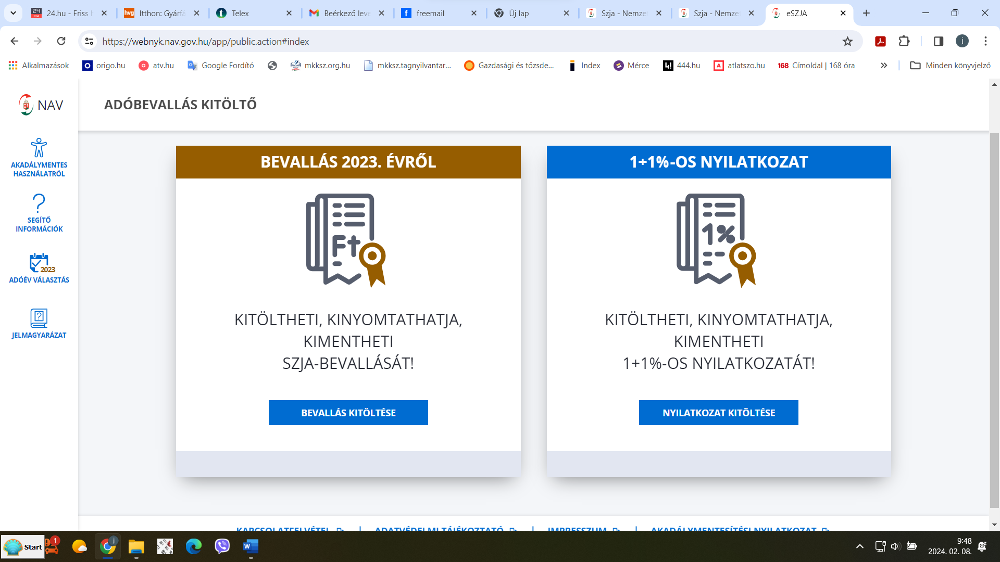 24.hu - Friss h
Itthon: Gyárfá
Telex
Beérkező leve
freemail
Új lap
Szja - Nemzet
Szja - Nemzet
eSZJA
https://webnyk.nav.gov.hu/app/public.action#index
j
Alkalmazások
origo.hu
atv.hu
Google Fordító
mkksz.org.hu
mkksz.tagnyilvantar...
Gazdasági és tőzsde...
Index
Mérce
444.hu
atlatszo.hu
168 Címoldal | 168 óra
Minden könyvjelző
NAV
ADÓBEVALLÁS KITÖLTŐ
AKADÁLYMENTES
HASZNÁLATRÓL
SEGÍTŐ
INFORMÁCIÓK
2023
ADÓÉV VÁLASZTÁS
JELMAGYARÁZAT
BEVALLÁS 2023. ÉVRŐL
Ft
KITÖLTHETI, KINYOMTATHATJA,
KIMENTHETI
SZJA-BEVALLÁSÁT!
BEVALLÁS KITÖLTÉSE
1+1%-OS NYILATKOZAT
1%
KITÖLTHETI, KINYOMTATHATJA,
KIMENTHETI
1+1%-OS NYILATKOZATÁT!
NYILATKOZAT KITÖLTÉSE
KAPCSOLATFELVÉTEL | ADATVÉDELMI TÁJÉKOZTATÓ | IMPRESSZUM | AKADÁLYMENTESÍTÉSI NYILATKOZAT
Start
1
9:48
2024. 02. 08.